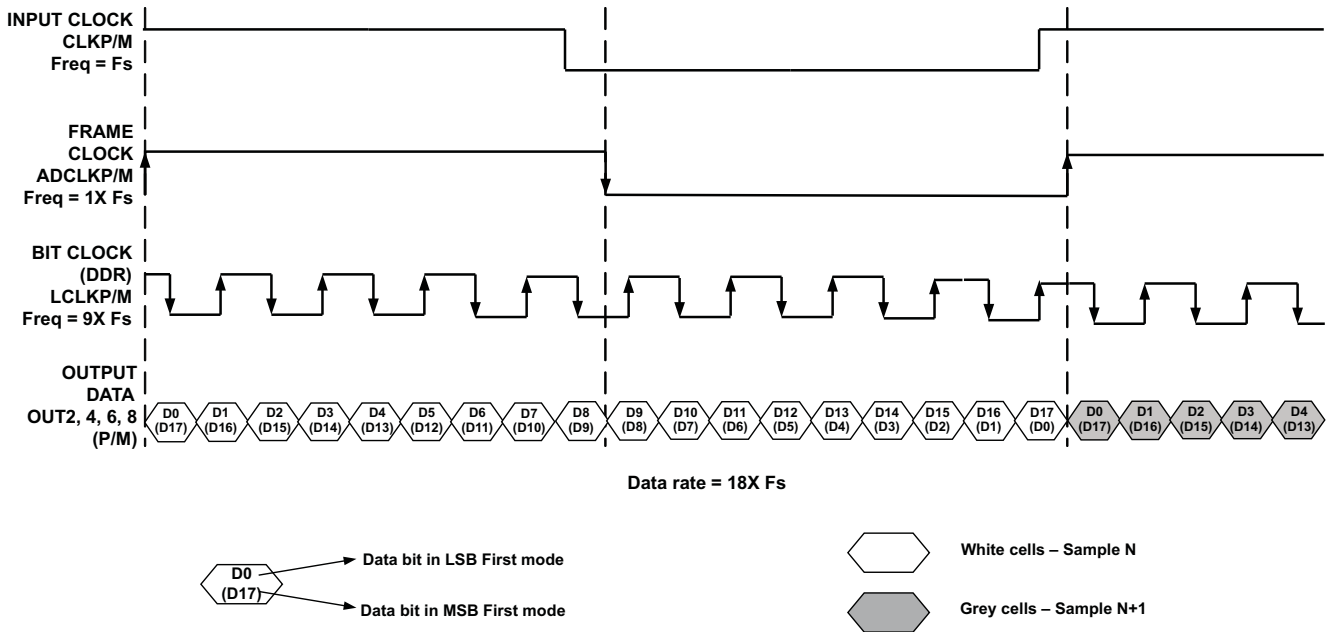 INPUT CLOCK
CLKP/M
Freq = Fs
FRAME
CLOCK
ADCLKP/M
Freq = 1X Fs
BIT CLOCK
(DDR)
LCLKP/M
Freq = 9X Fs
OUTPUT
DATA
OUT2, 4, 6, 8
(P/M)
D0 D1 D2 D3 D4 D5 D6 D7 D8 D9 D10 D11 D12 D13 D14 D15 D16 D17 D0 D1 D2 D3 D4
(D17) (D16) (D15) (D14) (D13) (D12) (D11) (D10) (D9) (D8) (D7) (D6) (D5) (D4) (D3) (D2) (D1) (D0) (D17) (D16) (D15) (D14) (D13)
Data rate = 18X Fs
D0
(D17)
Data bit in LSB First mode
Data bit in MSB First mode
White cells – Sample N
Grey cells – Sample N+1